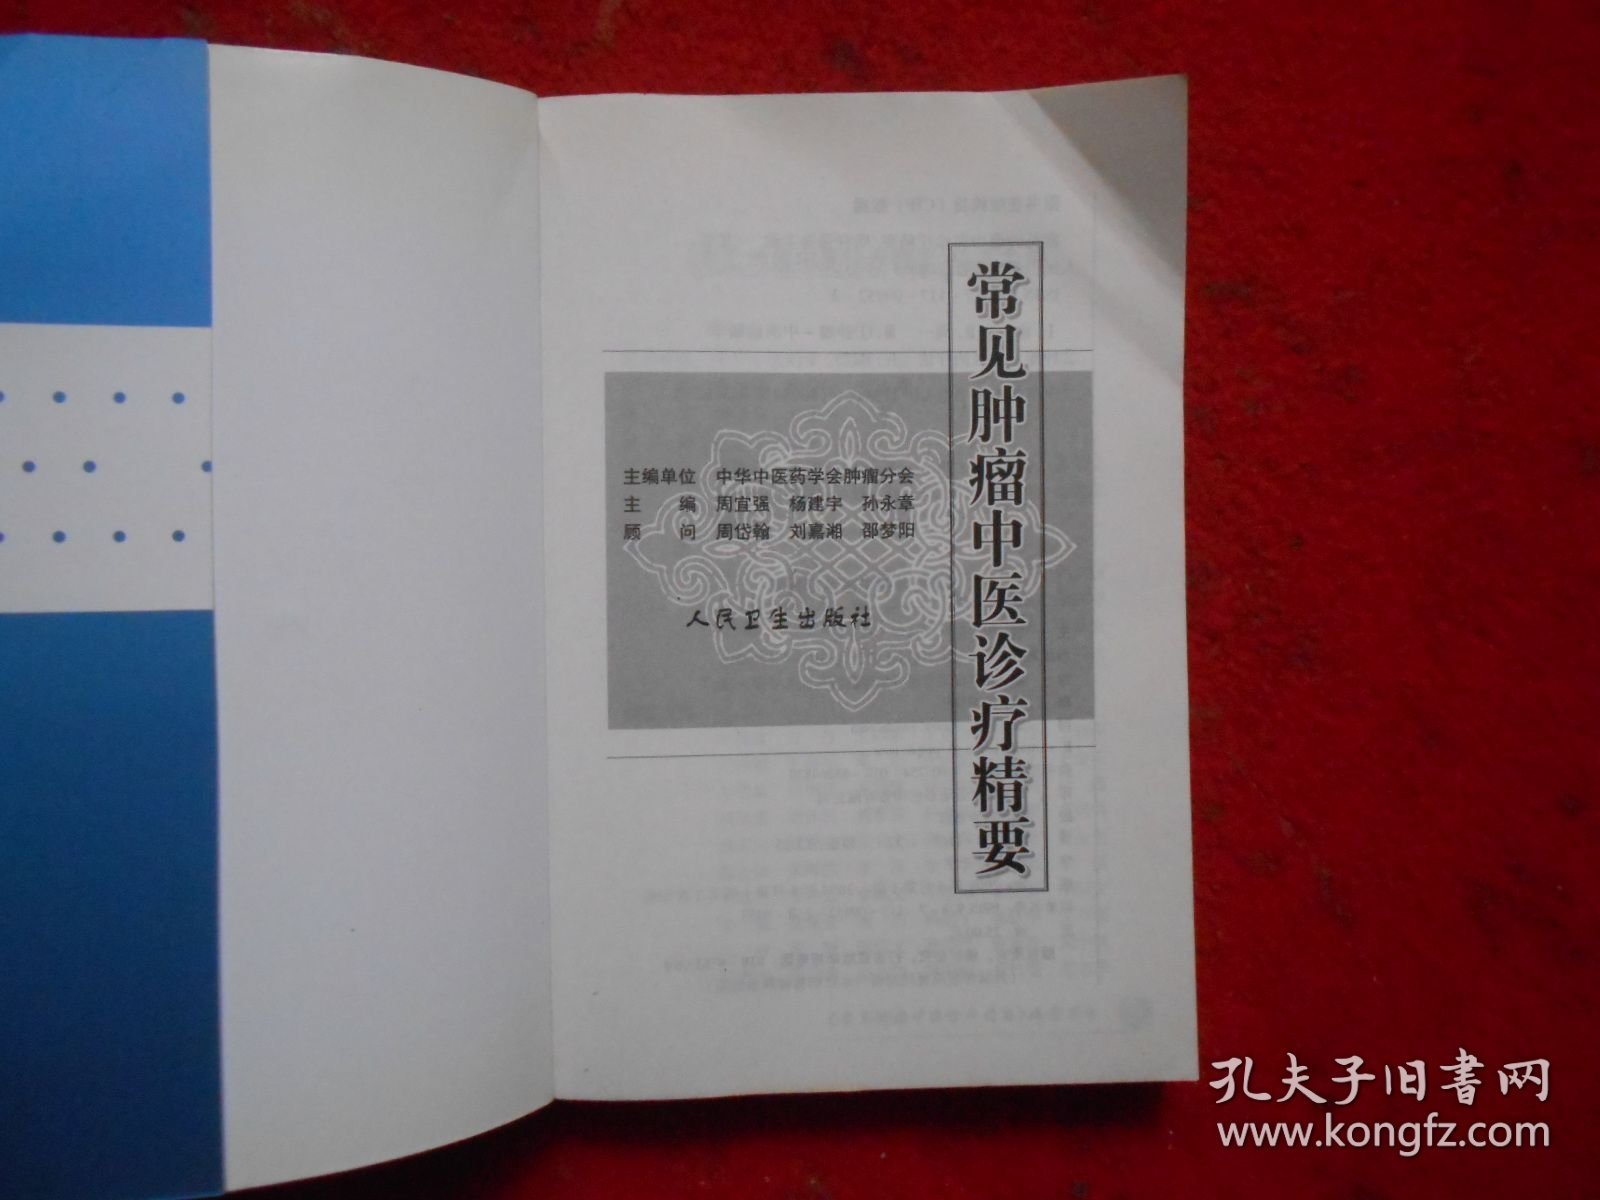 常见肿瘤中医诊疗精要
主编单位 中华中医药学会肿瘤分会
主 编 周宜强 杨建宇 孙永章
顾 问 周岱翰 刘嘉湘 邵梦阳
人民卫生出版社
孔夫子旧书网
www.kongfz.com